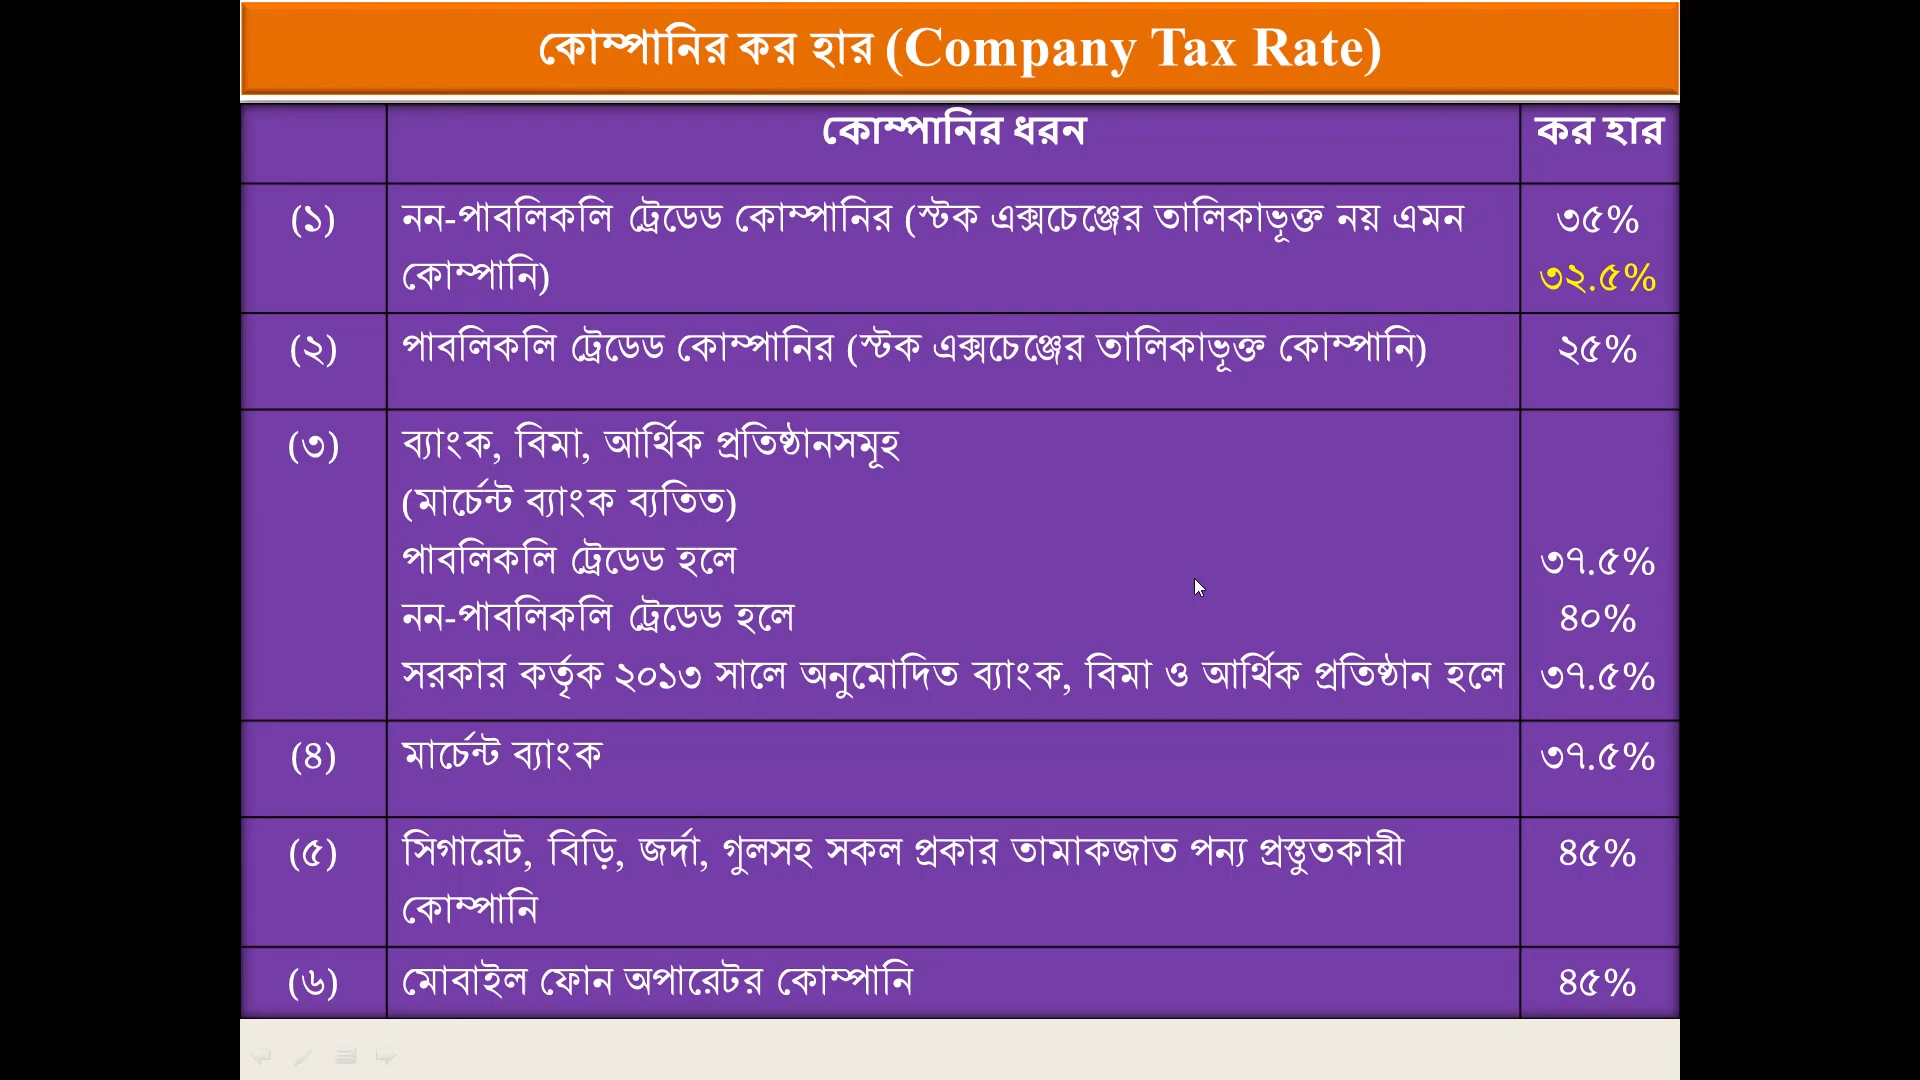 কোম্পানির কর হার (Company Tax Rate)
কোম্পানির ধরন কর হার
(১) নন-পাবলিকলি ট্রেডেড কোম্পানির (স্টক এক্সচেঞ্জের তালিকাভূক্ত নয় এমন ৩৫%
কোম্পানি) ৩২.৫%
(২) পাবলিকলি ট্রেডেড কোম্পানির (স্টক এক্সচেঞ্জের তালিকাভূক্ত কোম্পানি) ২৫%
(৩) ব্যাংক, বিমা, আর্থিক প্রতিষ্ঠানসমূহ
(মার্চেন্ট ব্যাংক ব্যতিত)
পাবলিকলি ট্রেডেড হলে ৩৭.৫%
নন-পাবলিকলি ট্রেডেড হলে ৪০%
সরকার কর্তৃক ২০১৩ সালে অনুমোদিত ব্যাংক, বিমা ও আর্থিক প্রতিষ্ঠান হলে ৩৭.৫%
(৪) মার্চেন্ট ব্যাংক ৩৭.৫%
(৫) সিগারেট, বিড়ি, জর্দা, গুলসহ সকল প্রকার তামাকজাত পন্য প্রস্তুতকারী ৪৫%
কোম্পানি
(৬) মোবাইল ফোন অপারেটর কোম্পানি ৪৫%